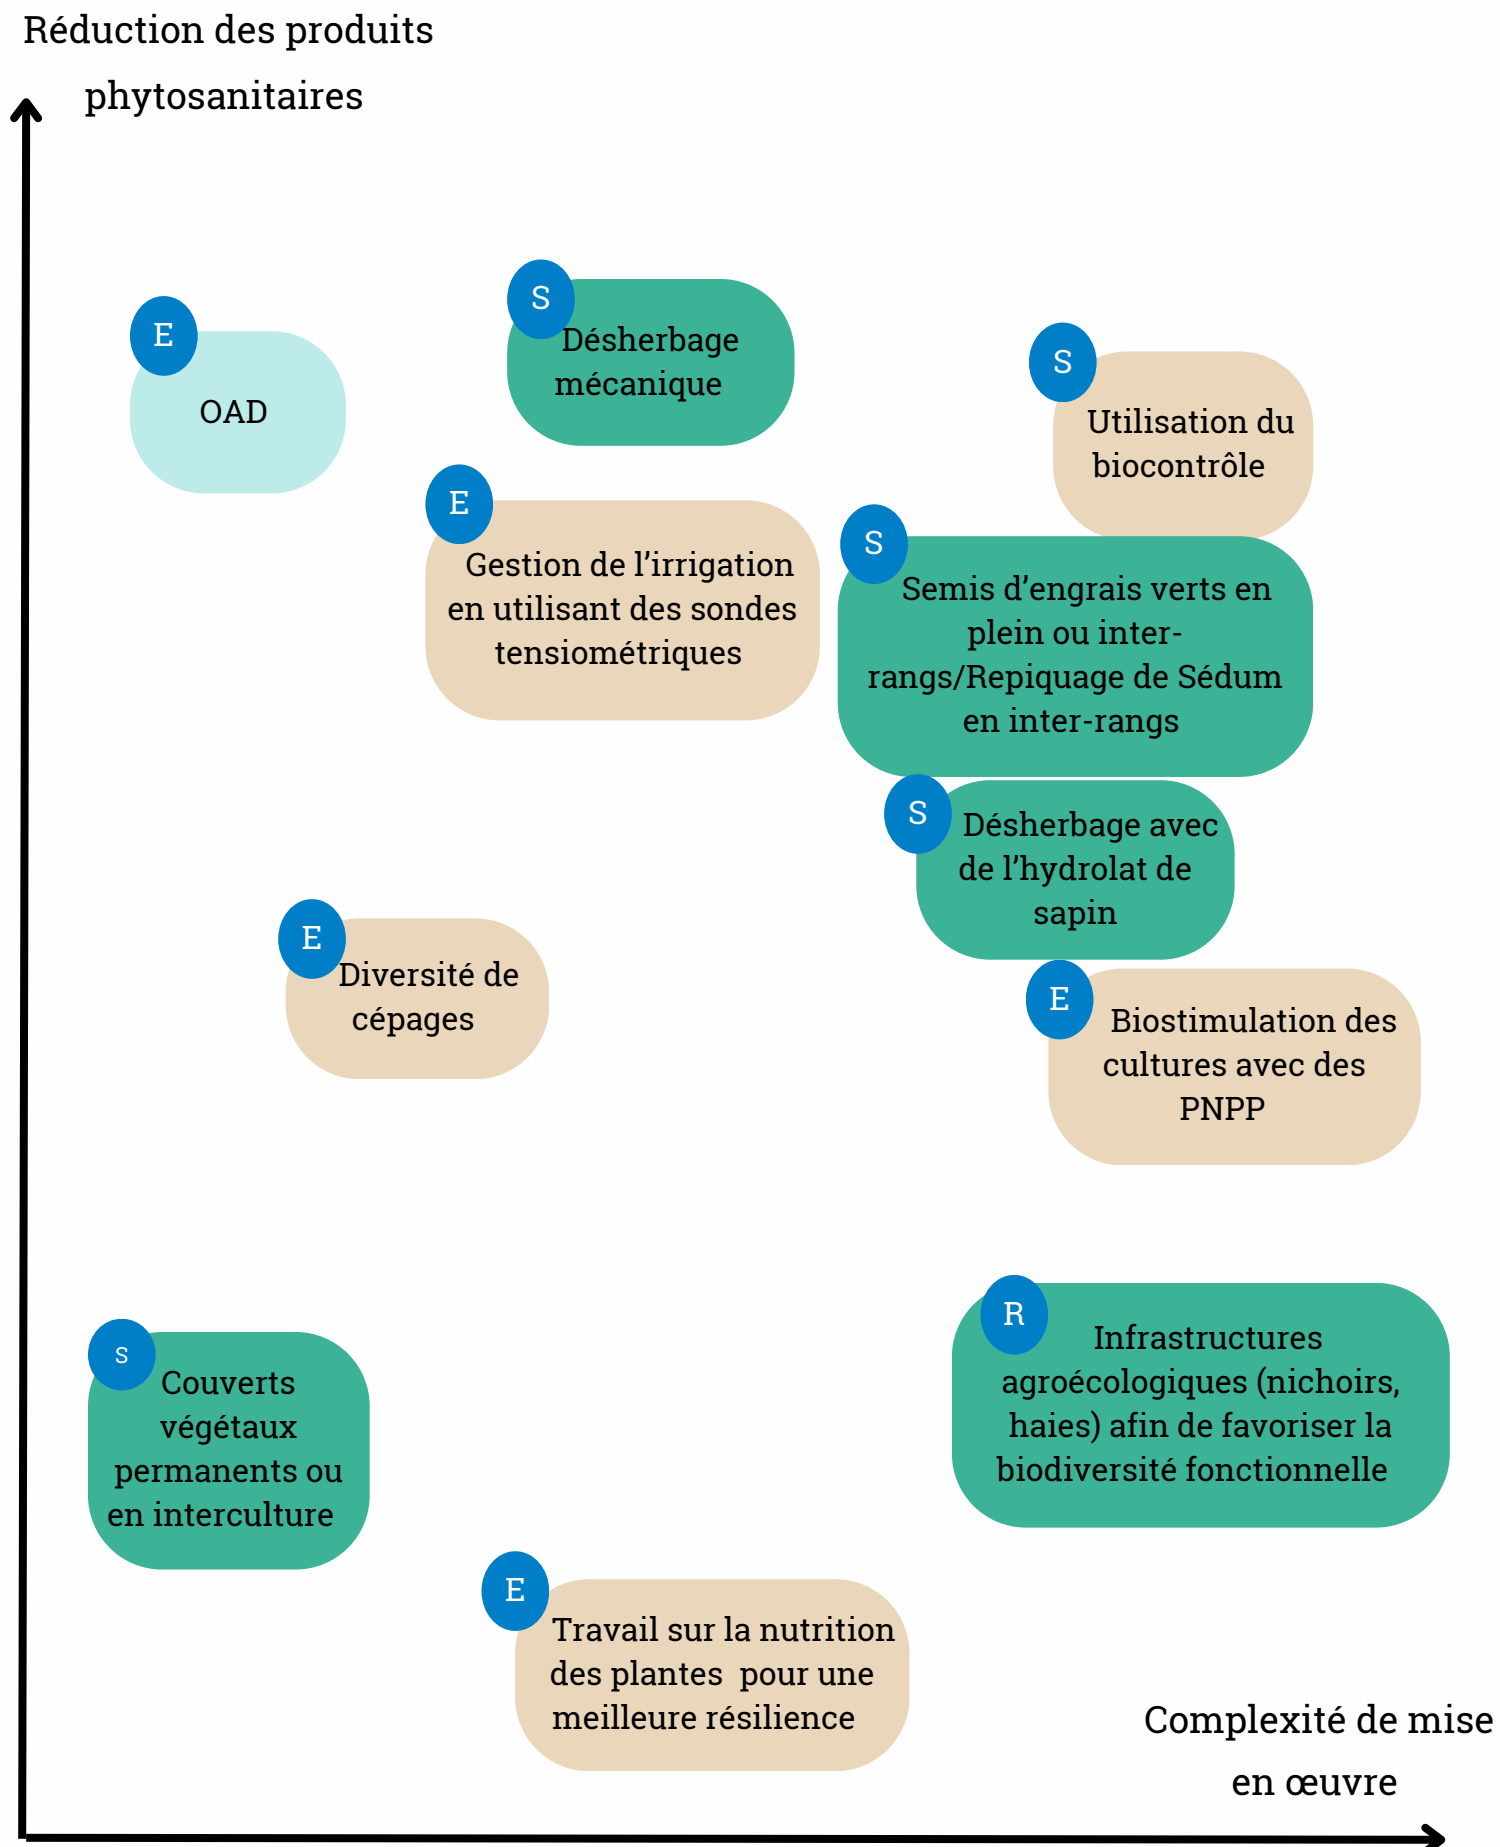 Réduction des produits
phytosanitaires
E
OAD
S
Désherbage
mécanique
S
Utilisation du
biocontrôle
E
Gestion de l’irrigation
en utilisant des sondes
tensiométriques
S
Semis d’engrais verts en
plein ou inter-
rangs/Repiquage de Sédum
en inter-rangs
S
Désherbage avec
de l’hydrolat de
sapin
E
Diversité de
cépages
E
Biostimulation des
cultures avec des
PNPP
R
Infrastructures
agroécologiques (nichoirs,
haies) afin de favoriser la
biodiversité fonctionnelle
S
Couverts
végétaux
permanents ou
en interculture
E
Travail sur la nutrition
des plantes pour une
meilleure résilience
Complexité de mise
en œuvre